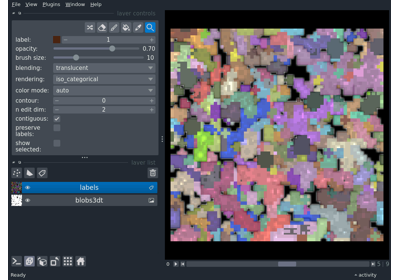 File View Plugins Window Help
layer controls
label: 1
opacity: 0.70
brush size: 10
blending: translucent
rendering: iso_categorical
color mode: auto
contour: 0
n edit dim: 2
contiguous:
preserve
labels:
show
selected:
layer list
labels
blobs3dt
Ready
activity